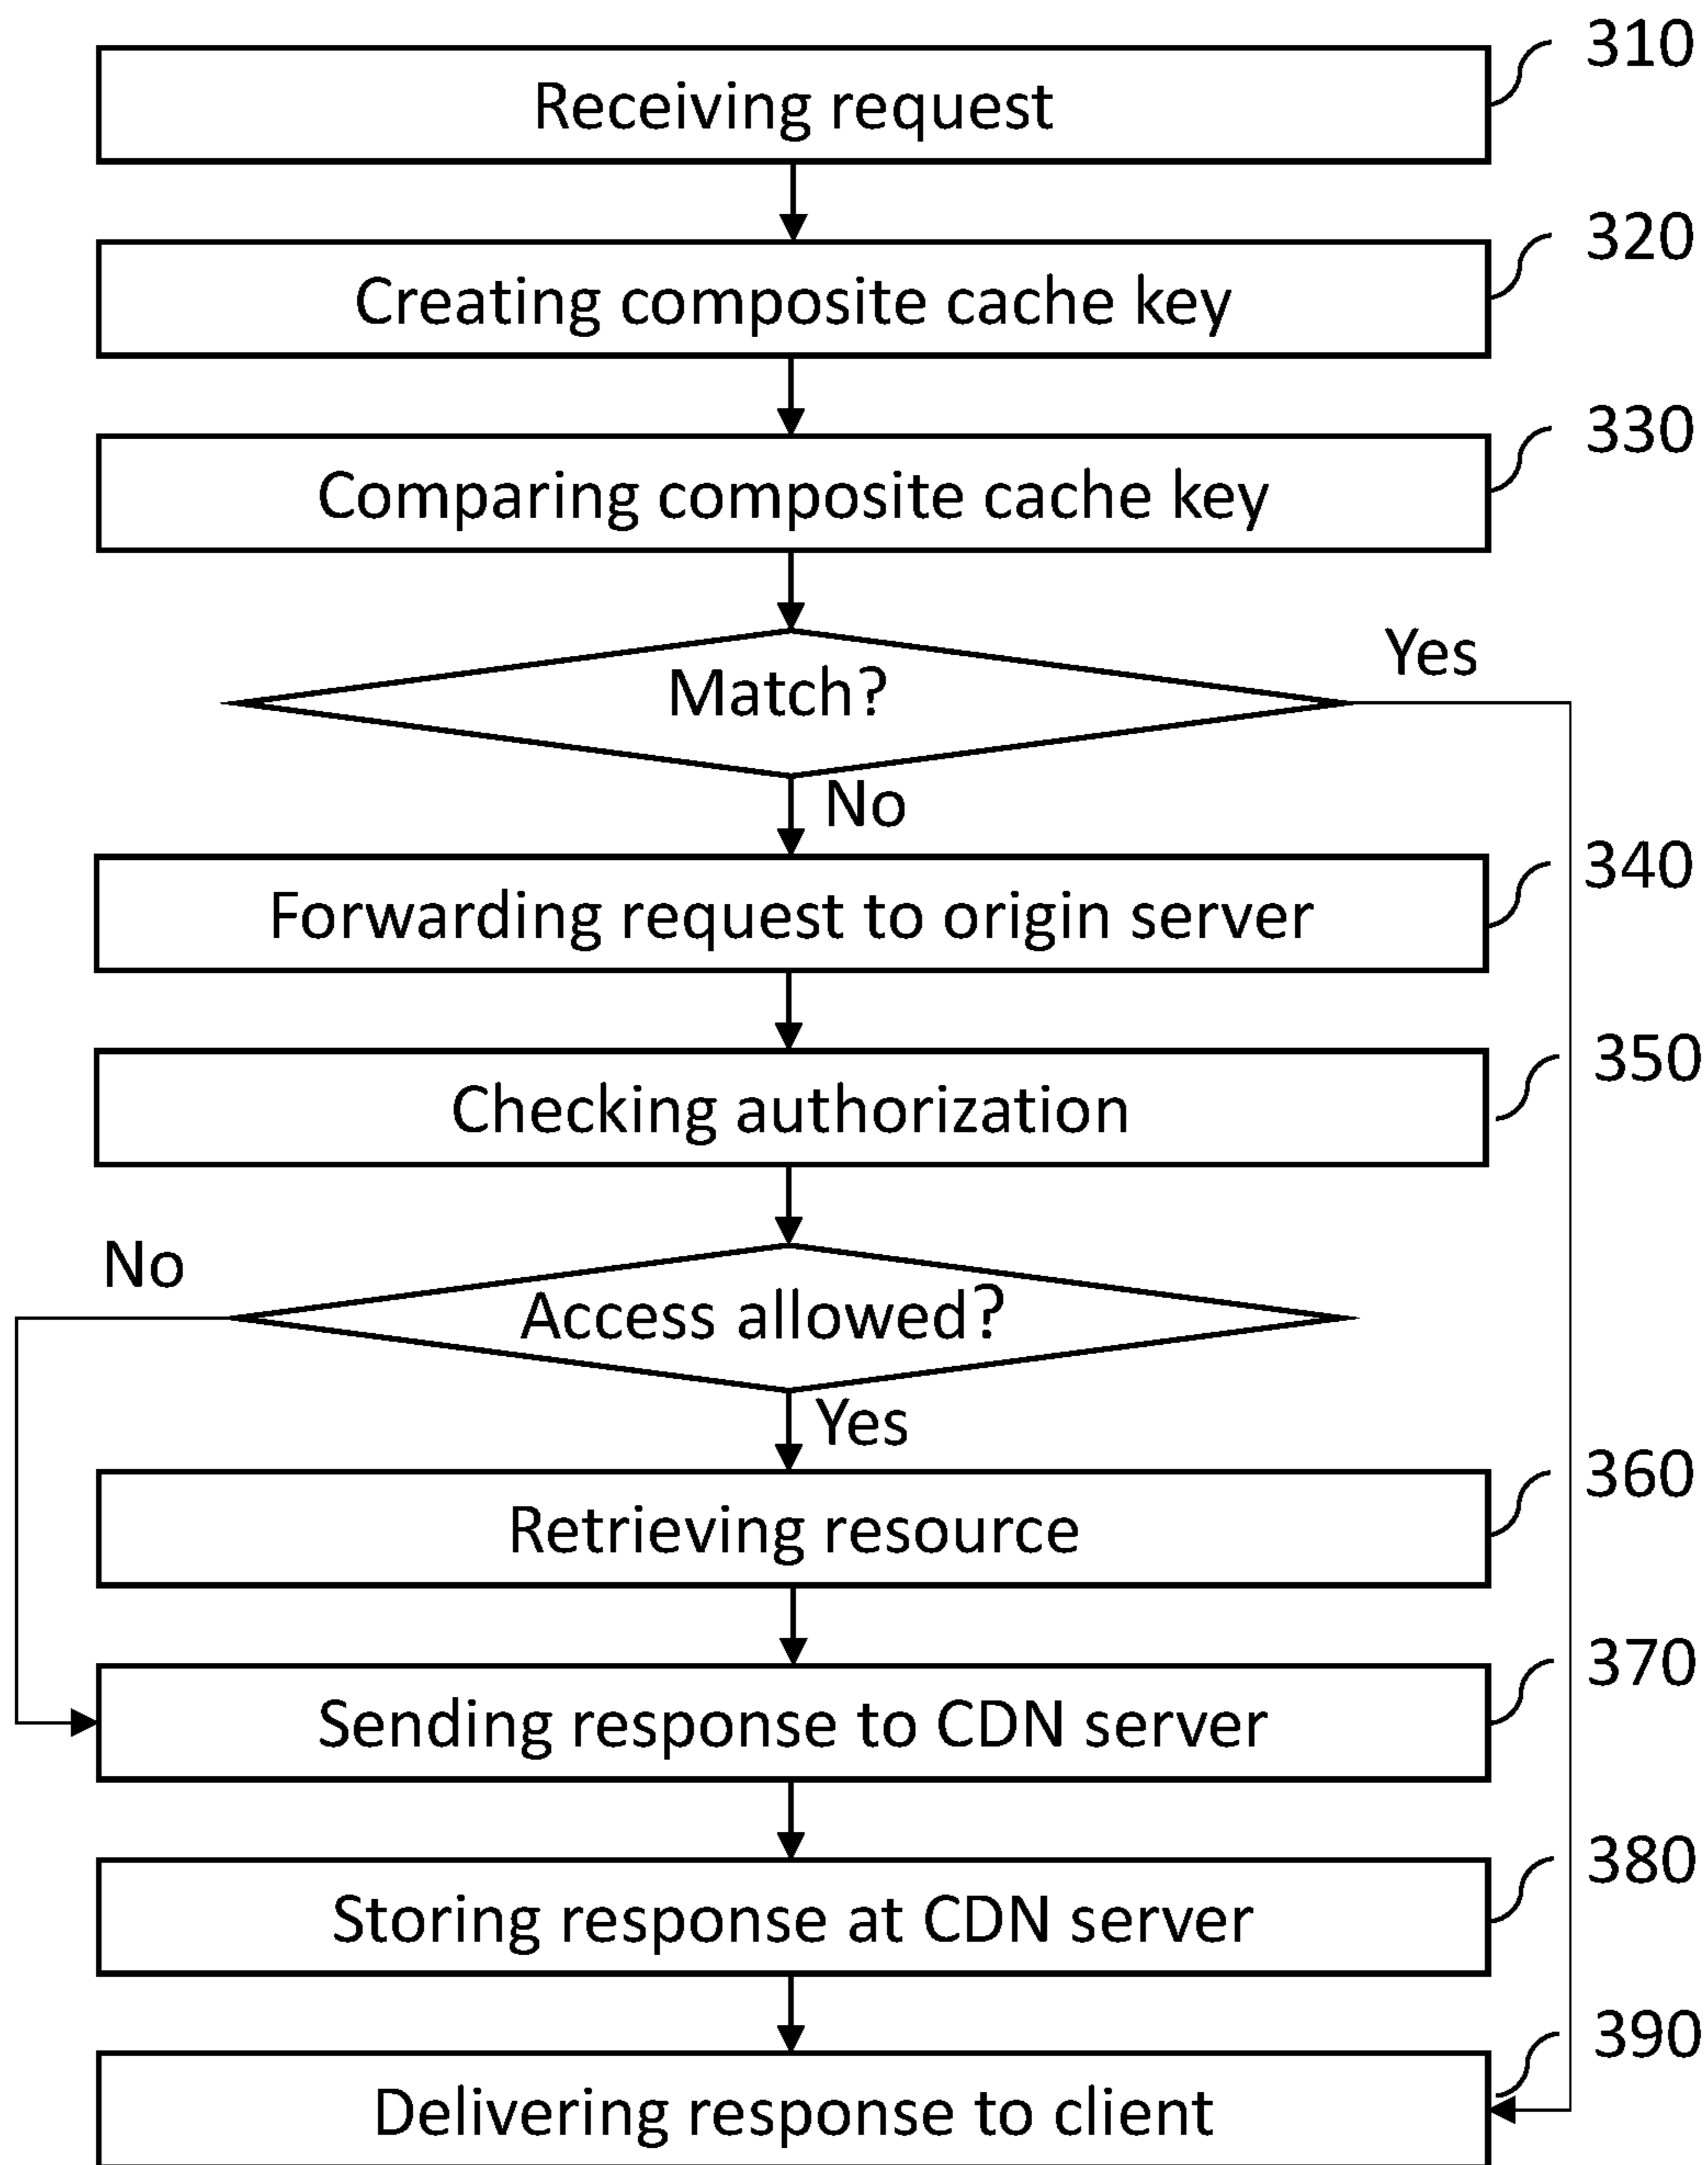 310
Receiving request
320
Creating composite cache key
330
Comparing composite cache key
Yes
Match?
No
340
Forwarding request to origin server
350
Checking authorization
No
Access allowed?
Yes
360
Retrieving resource
370
Sending response to CDN server
380
Storing response at CDN server
390
Delivering response to client